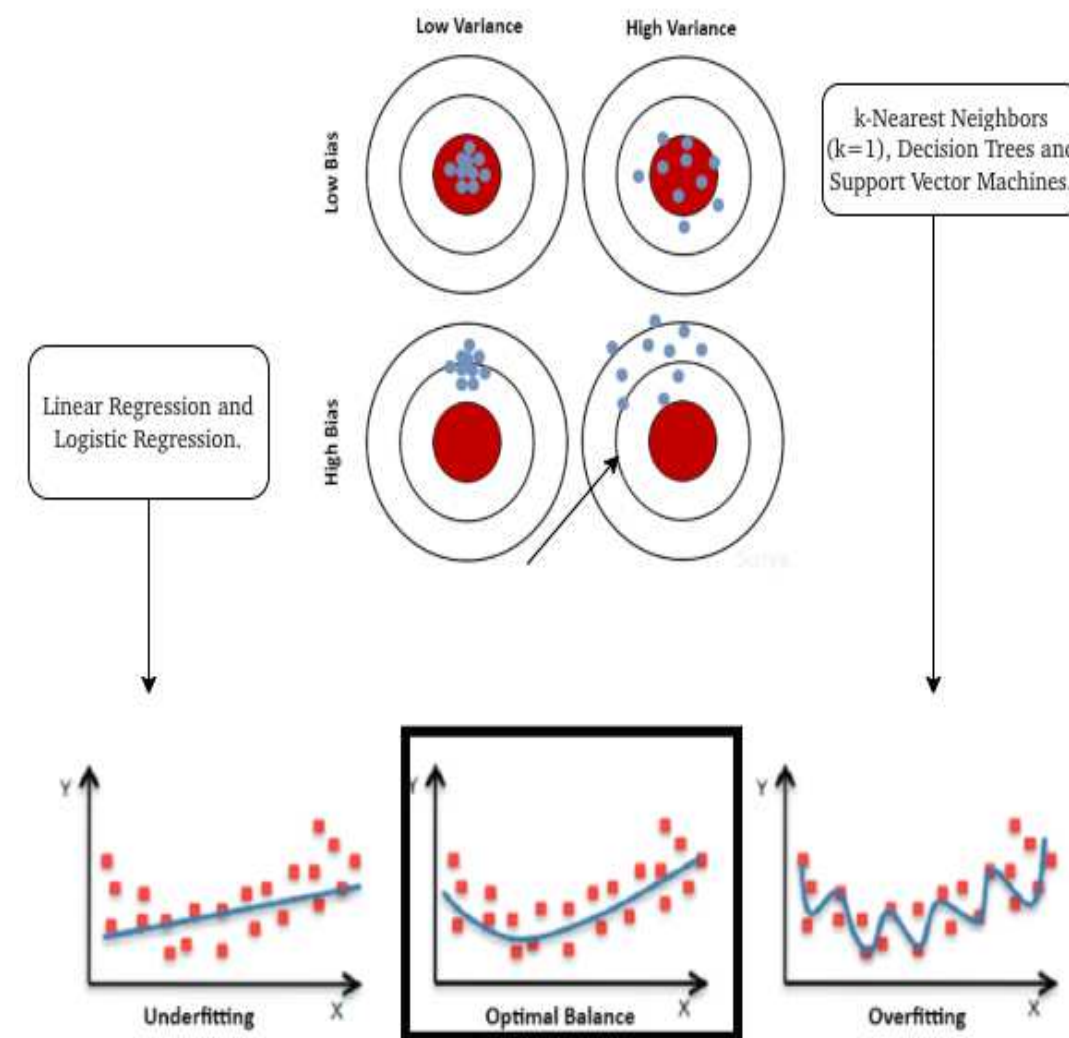 Low Variance
High Variance
Low Bias
k-Nearest Neighbors
(k=1), Decision Trees and
Support Vector Machines.
High Bias
Linear Regression and
Logistic Regression.
Y
X
Underfitting
Y
X
Optimal Balance
Y
X
Overfitting